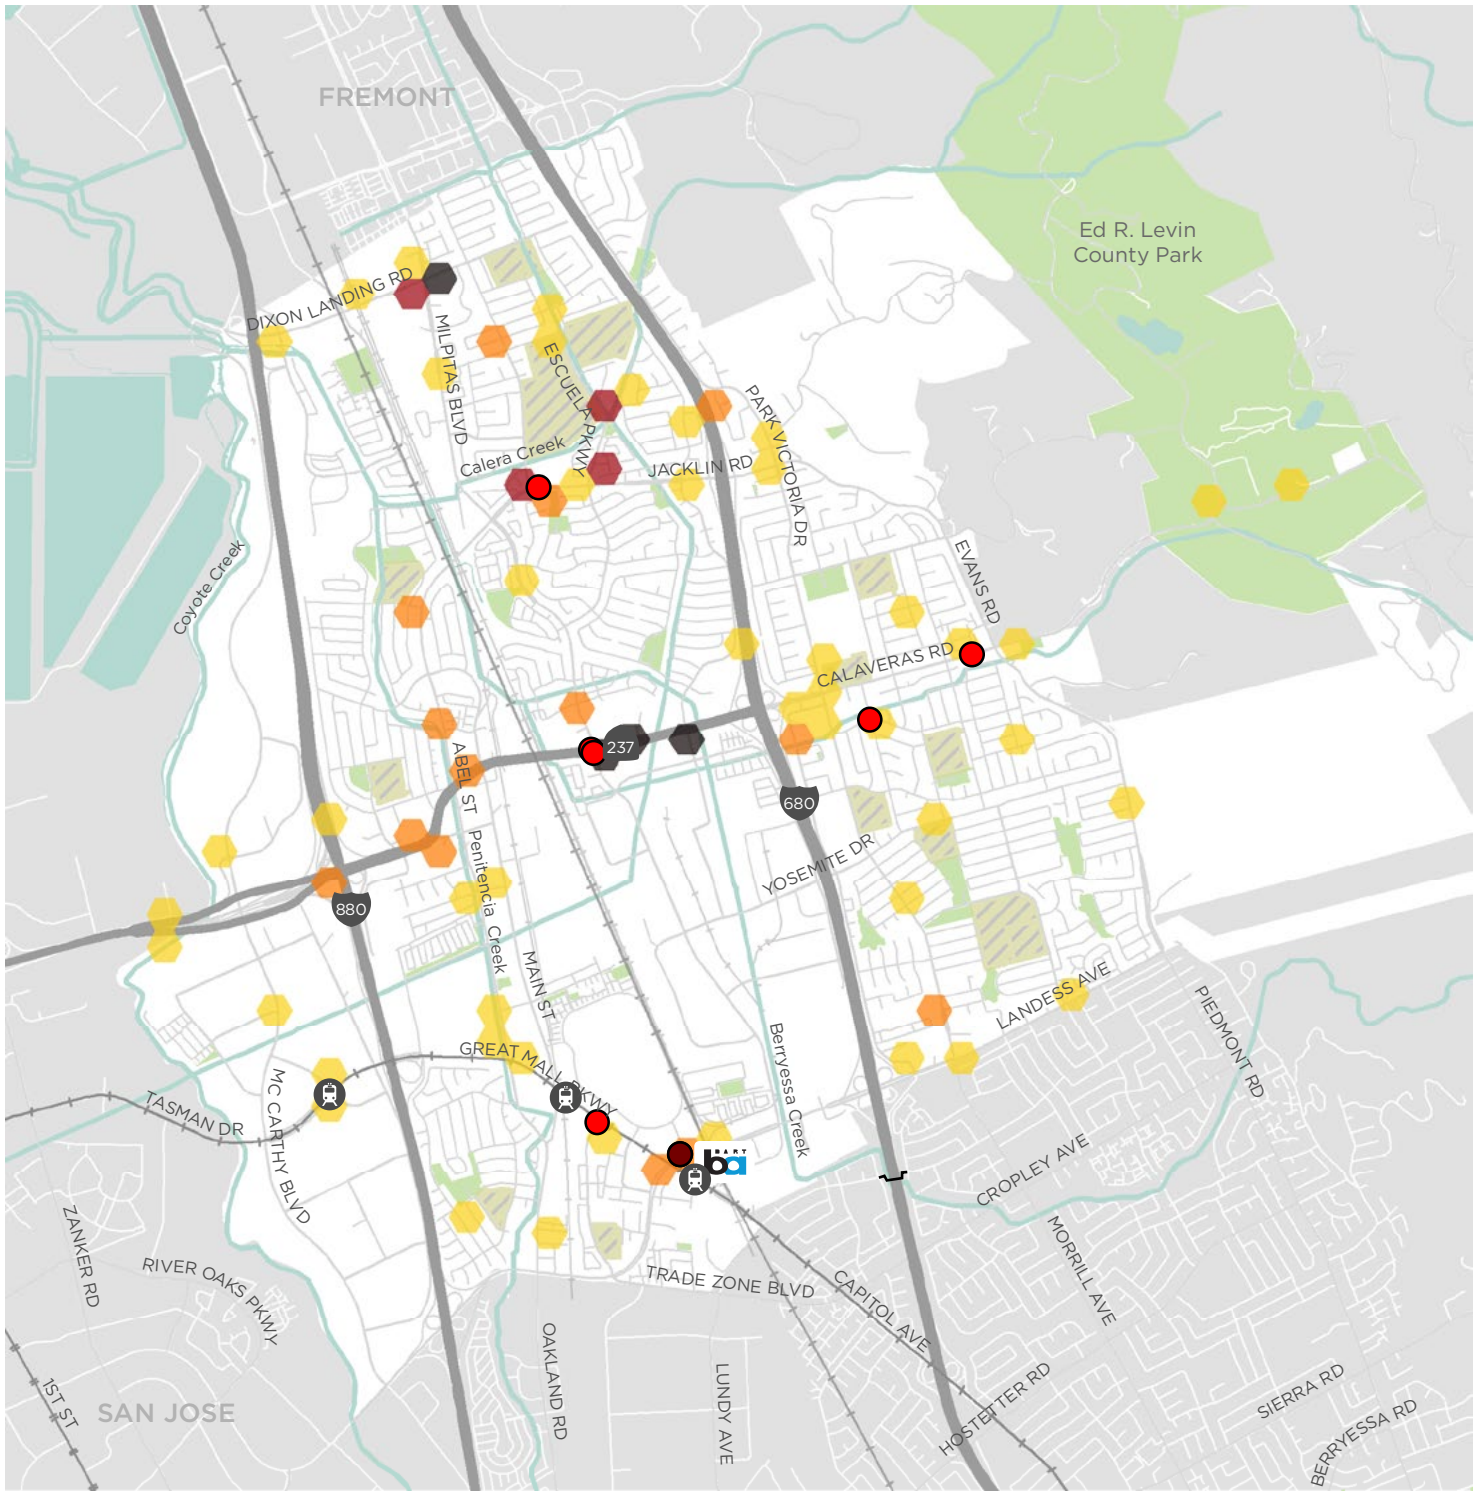 FREMONT
Ed R. Levin
County Park
DIXON LANDING RD
MILPITAS BLVD
ESCUELA PKWY
PARK VICTORIA DR
Calera Creek
JACKLIN RD
Coyote Creek
EVANS RD
CALAVERAS RD
237
ABEL ST
680
Penitencia Creek
YOSEMITE DR
880
MAIN ST
LANDESS AVE
PIEDMONT RD
GREAT MALL PKWY
Berryessa Creek
TASMAN DR
MC CARTHY BLVD
BART
ba
CROPLEY AVE
ZANKER RD
MORRILL AVE
RIVER OAKS PKWY
TRADE ZONE BLVD
CAPITOL AVE
OAKLAND RD
LUNDY AVE
1ST ST
SAN JOSE
HOSTETTER RD
SIERRA RD
BERRYESSA RD